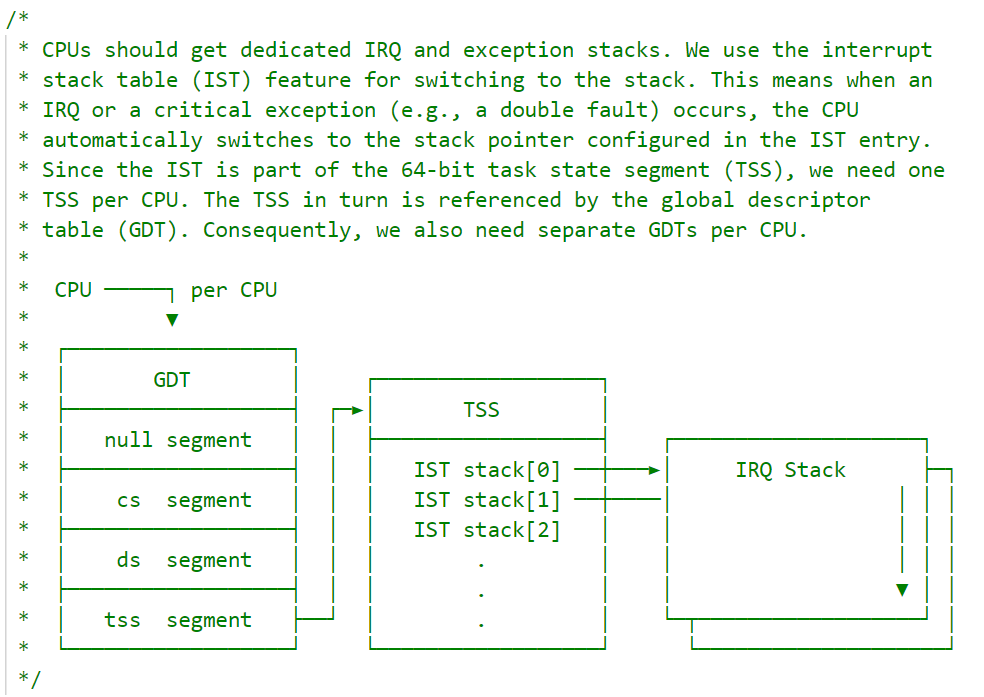 /*
* CPUs should get dedicated IRQ and exception stacks. We use the interrupt
* stack table (IST) feature for switching to the stack. This means when an
* IRQ or a critical exception (e.g., a double fault) occurs, the CPU
* automatically switches to the stack pointer configured in the IST entry.
* Since the IST is part of the 64-bit task state segment (TSS), we need one
* TSS per CPU. The TSS in turn is referenced by the global descriptor
* table (GDT). Consequently, we also need separate GDTs per CPU.
*
* CPU per CPU
*
*
* GDT
* TSS
* null segment
* IST stack[0] IRQ Stack
* cs segment IST stack[1]
* IST stack[2]
* ds segment .
* .
* tss segment .
*
*/